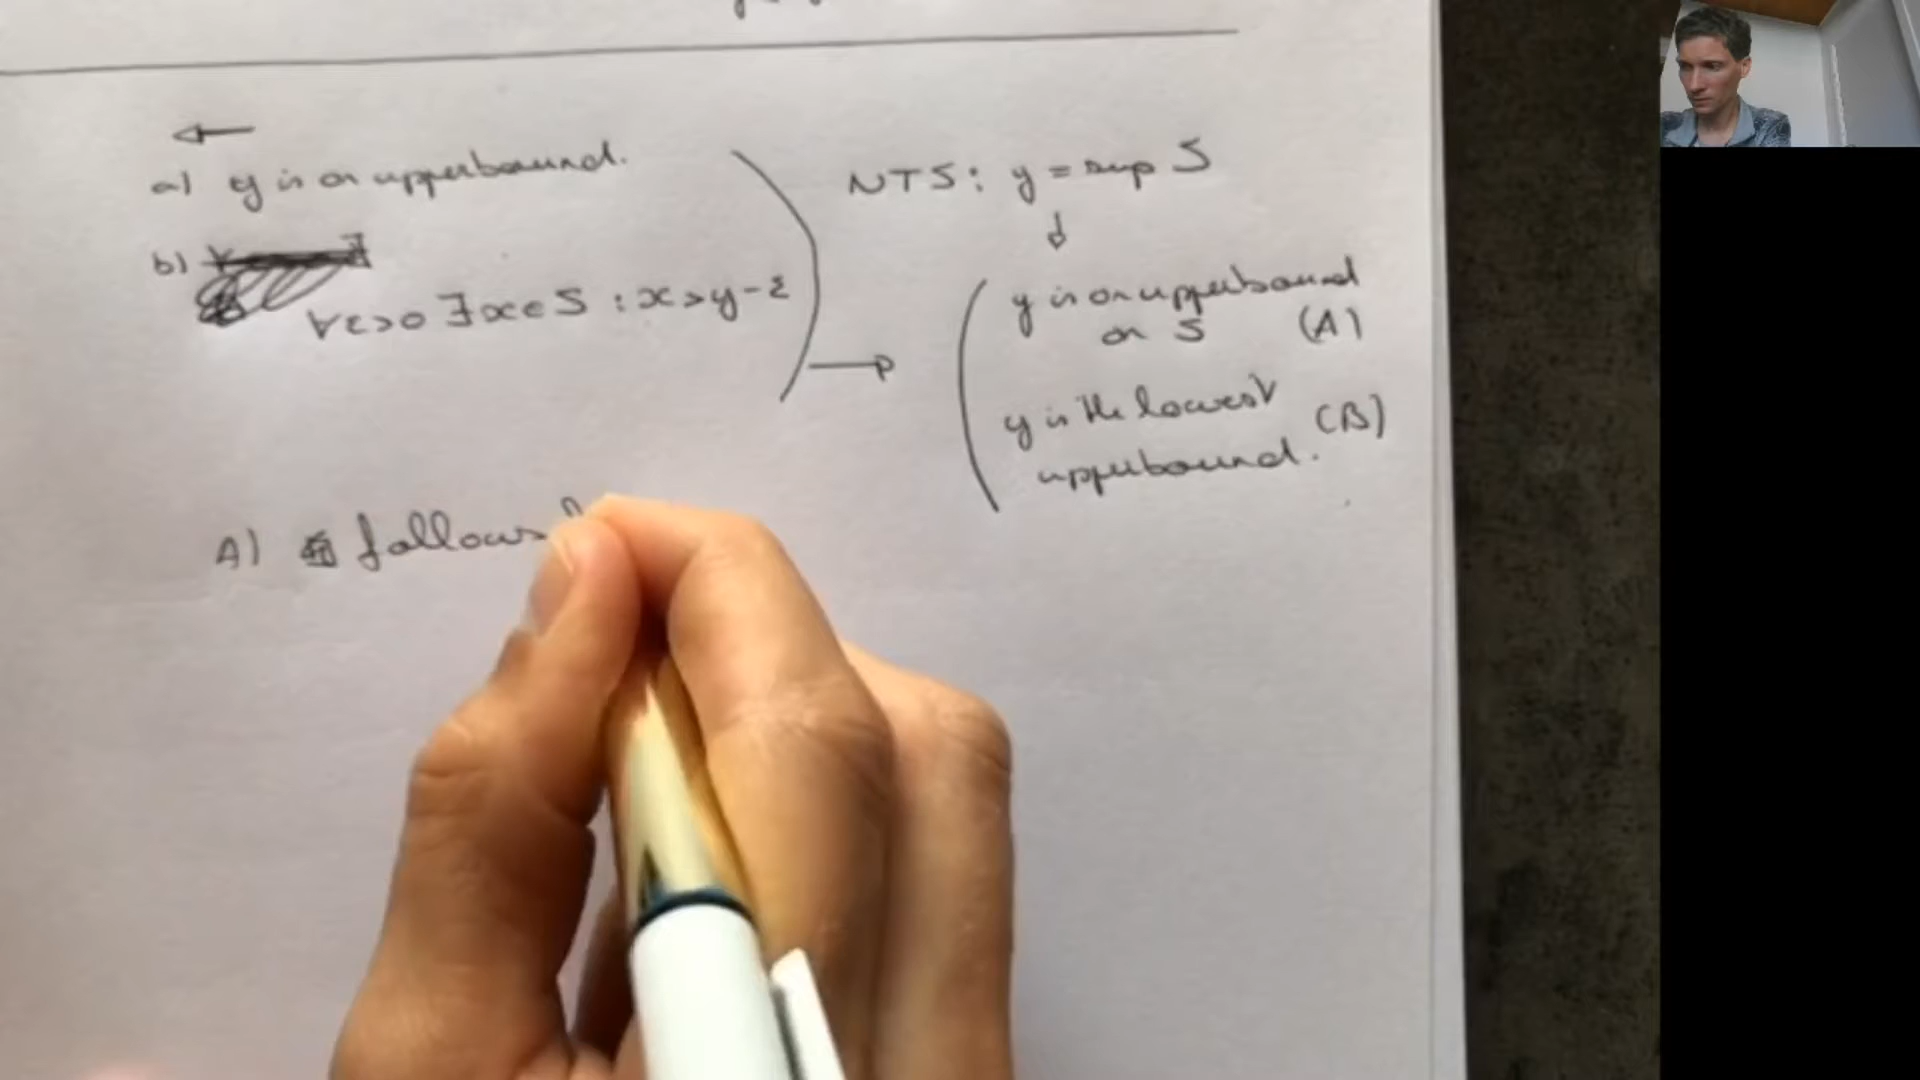 ←
a) y is an upperbound.
b)
∀ε>0 ∃x∈S : x>y-ε
→
NTS: y = sup S
↓
y is an upperbound
on S (A)
y is the lowest (B)
upperbound.
A) follows